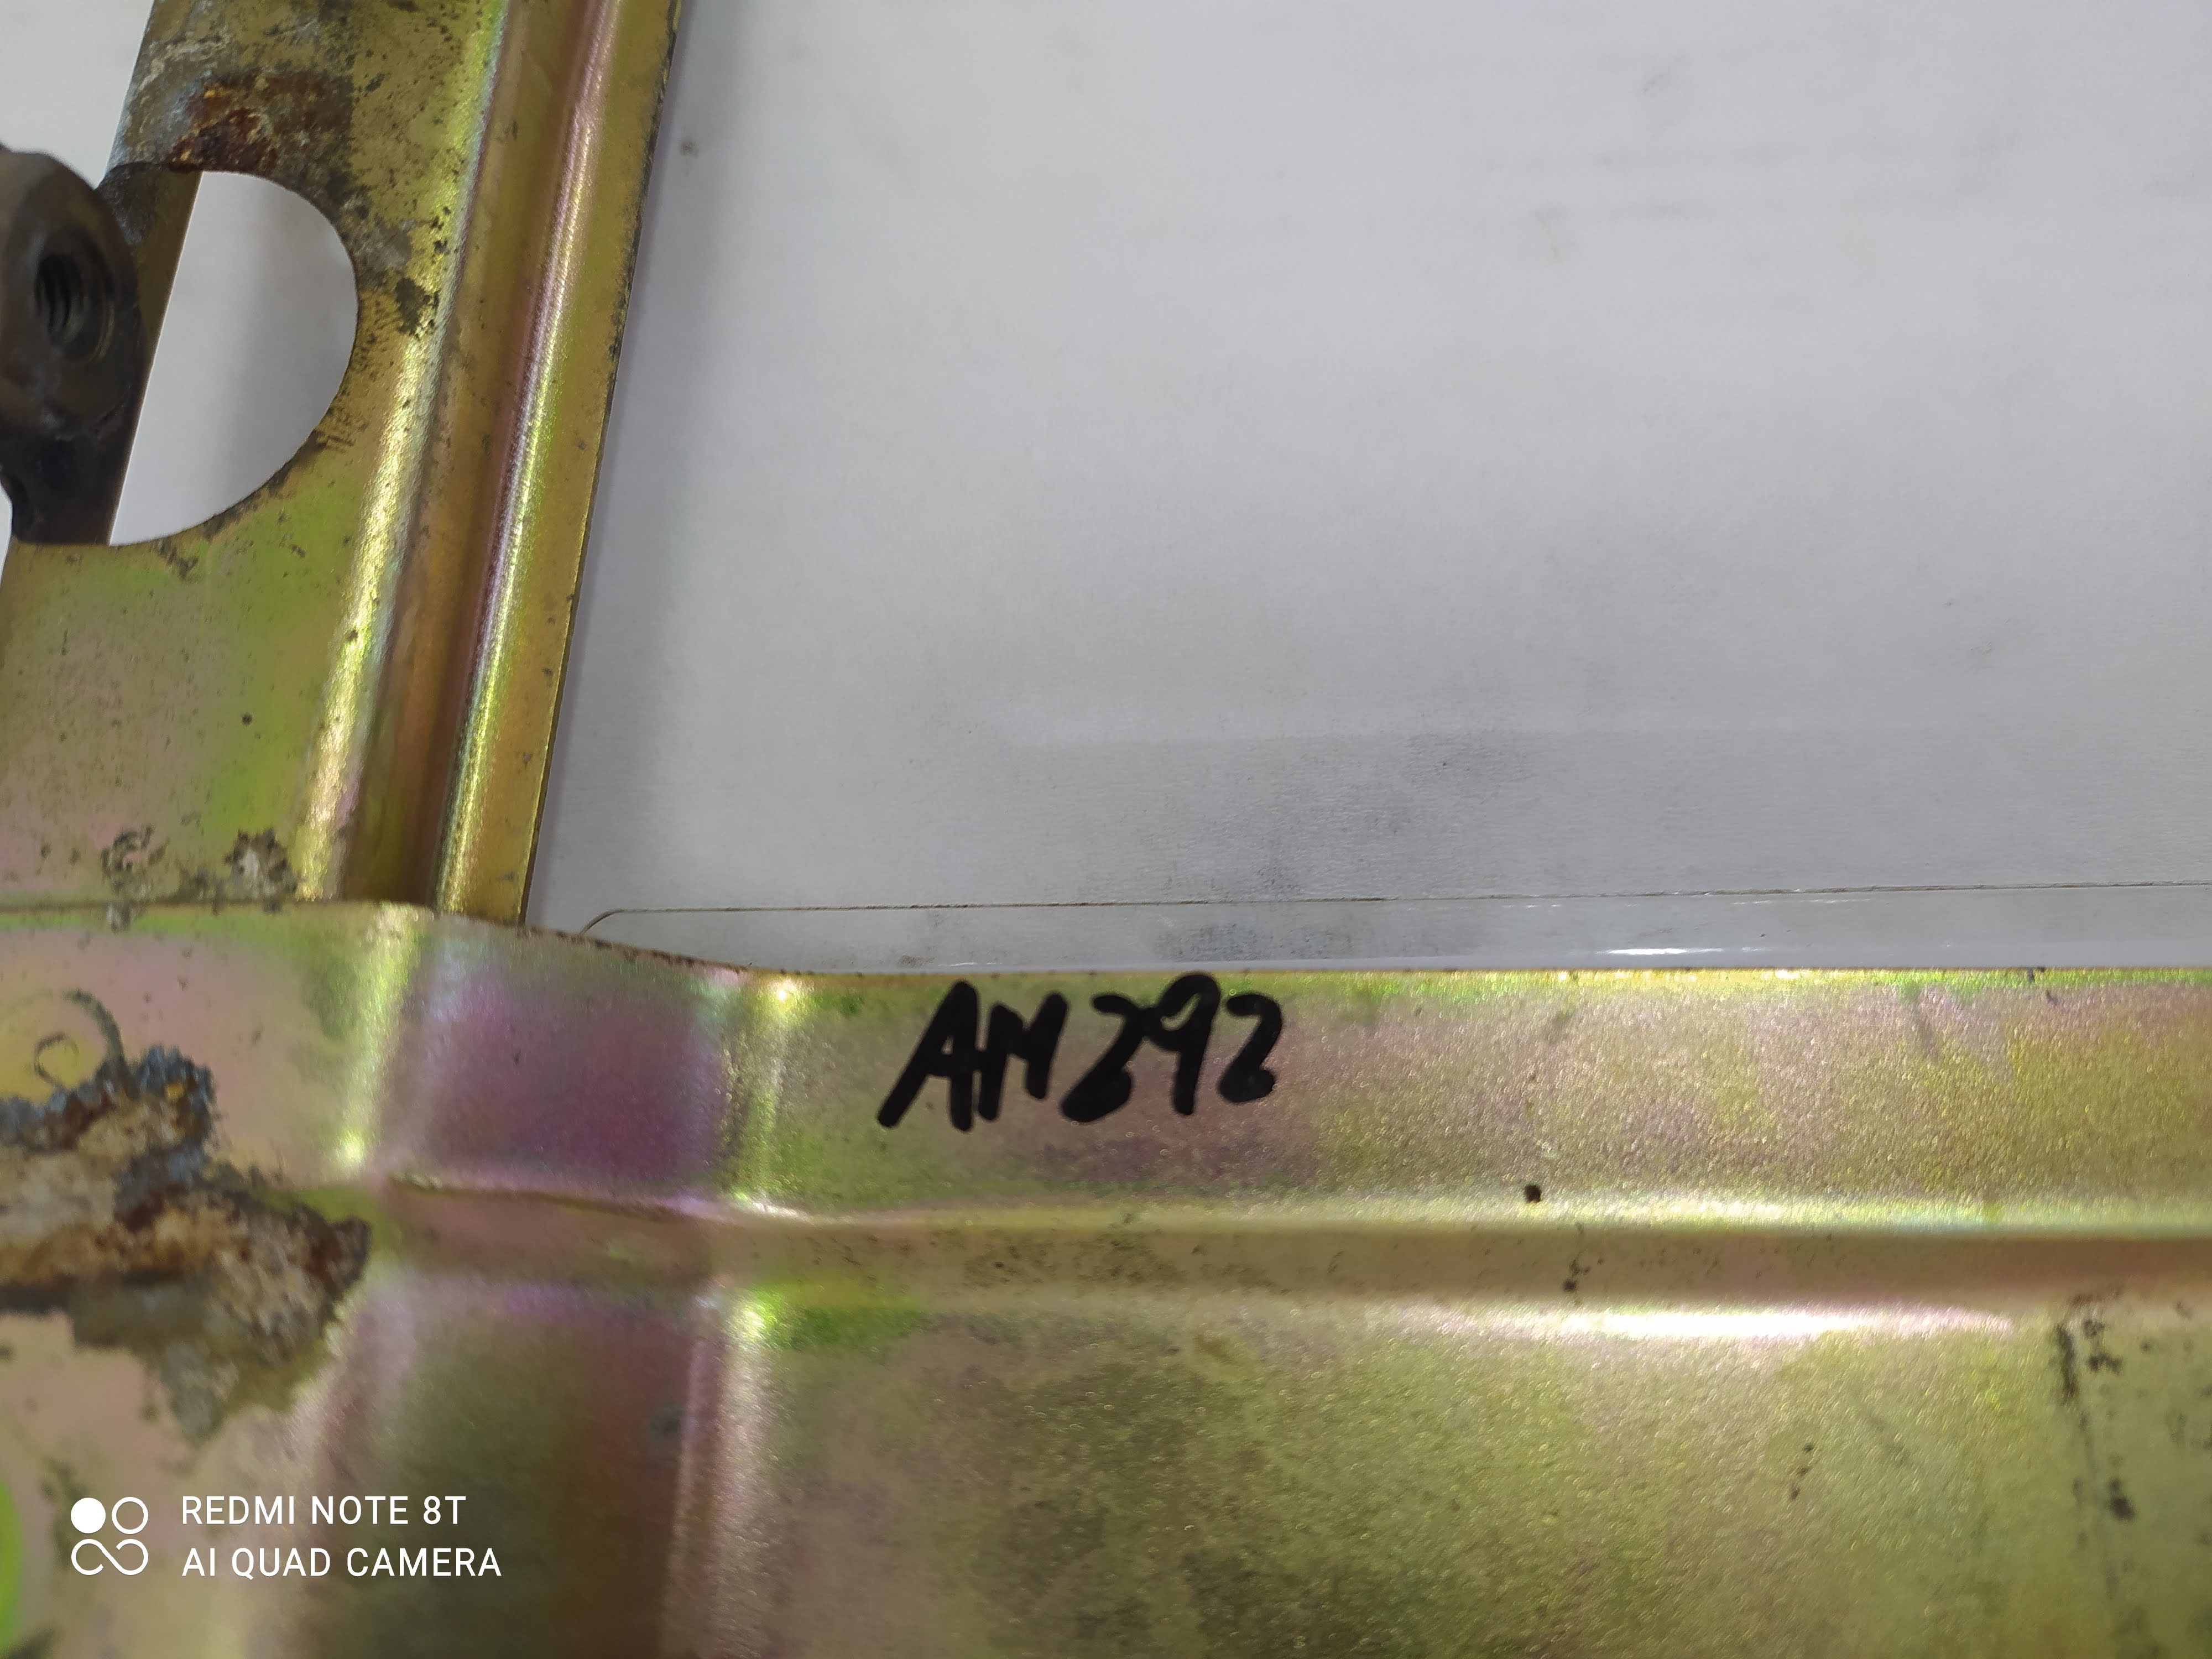 AM292
REDMI NOTE 8T
AI QUAD CAMERA